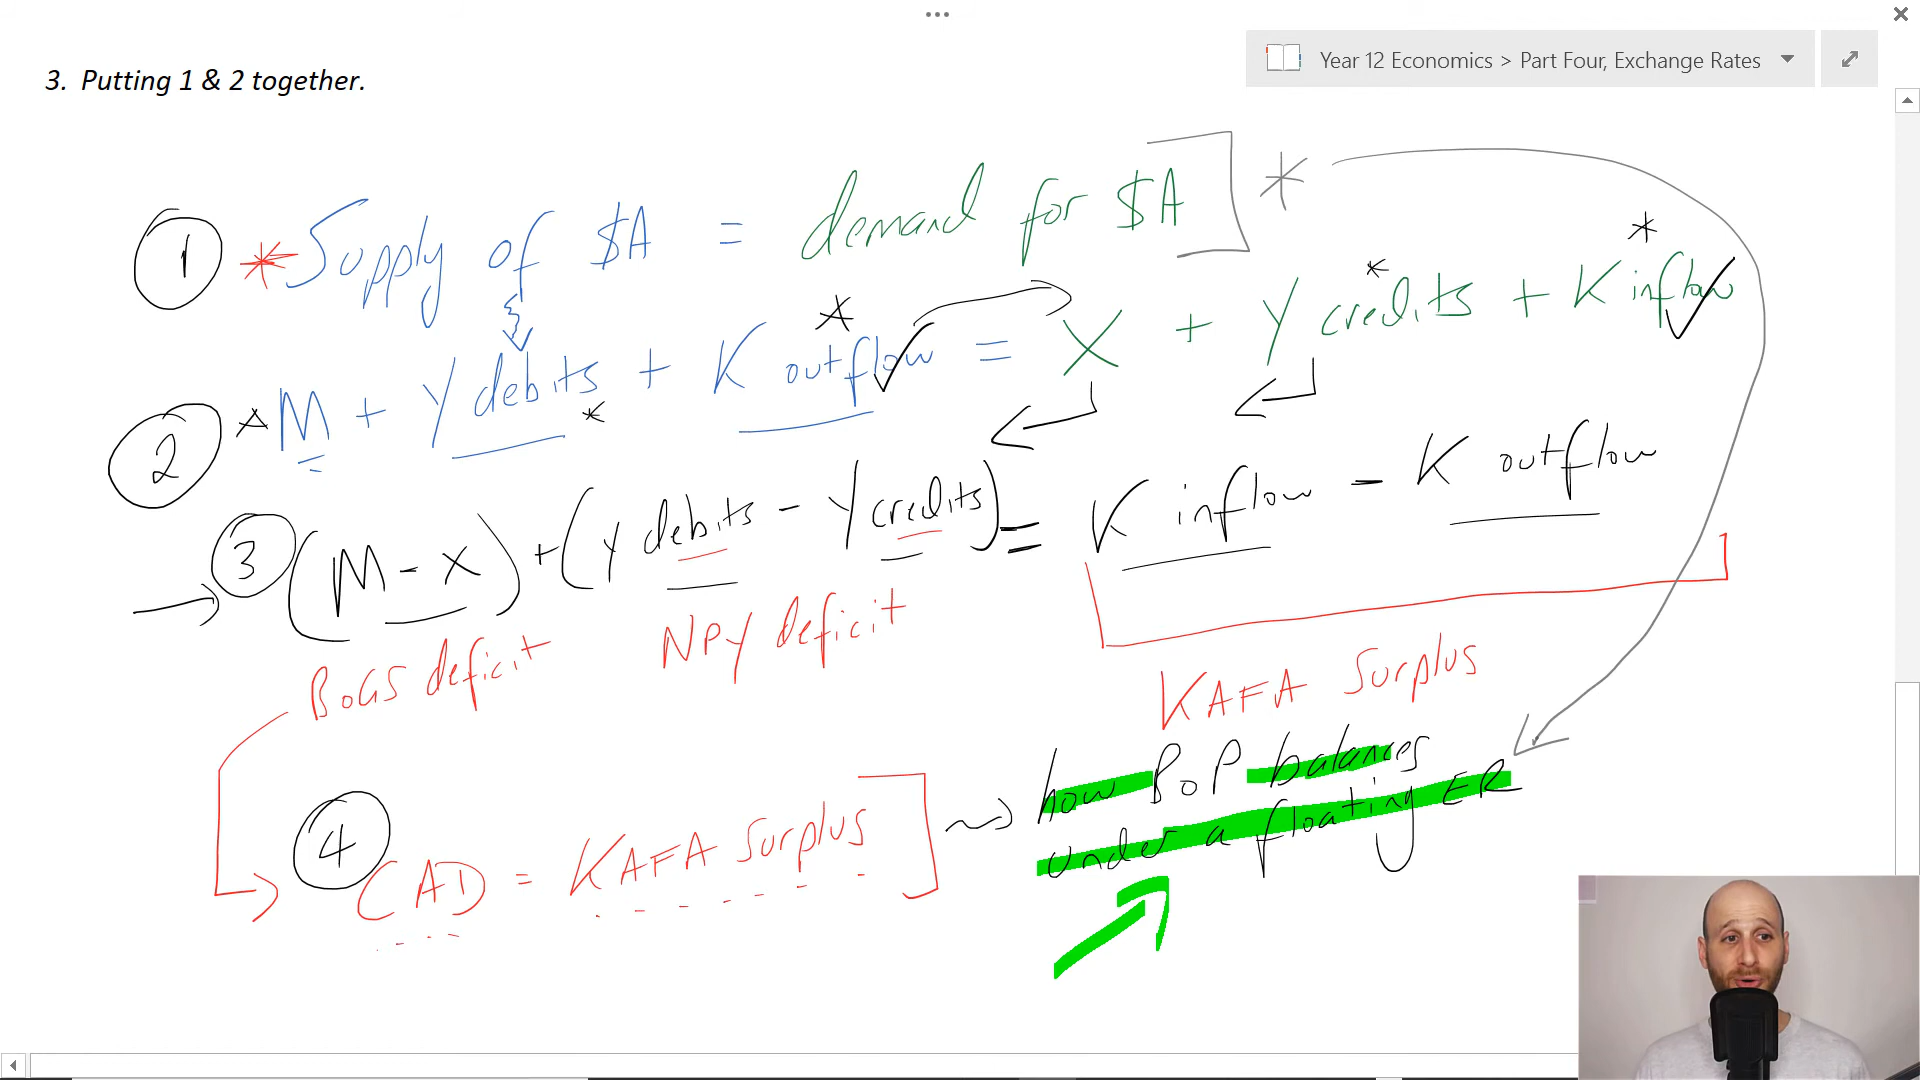 Year 12 Economics > Part Four, Exchange Rates
3. Putting 1 & 2 together.
1 * Supply of $A = demand for $A *
2 M + Y debits + K outflow = X + Y credits + K inflow
3 (M - X) + (Y debits - Y credits) = K inflow - K outflow
BoGS deficit NPY deficit KAFA Surplus
4 CAD = KAFA Surplus
how BoP balances
under a floating ER